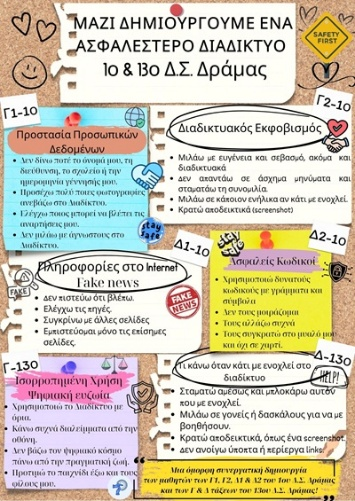 ΜΑΖΙ ΔΗΜΙΟΥΡΓΟΥΜΕ ΕΝΑ
ΑΣΦΑΛΕΣΤΕΡΟ ΔΙΑΔΙΚΤΥΟ
1ο & 13ο Δ.Σ. Δράμας
SAFETY
FIRST
Γ1-1ο
Προστασία Προσωπικών
Δεδομένων
Δεν δίνω ποτέ το όνομά μου, τη
διεύθυνση, το σχολείο ή την
ημερομηνία γέννησής μου.
Προσέχω πολύ ποιες φωτογραφίες
ανεβάζω στο Διαδίκτυο.
Ελέγχω ποιος μπορεί να βλέπει τις
αναρτήσεις μου.
Δεν μιλάω με άγνωστους στο
Διαδίκτυο.
stay
safe
Γ2-1ο
Διαδικτυακός Εκφοβισμός
Μιλάω με ευγένεια και σεβασμό, ακόμα και
διαδικτυακά
Δεν απαντάω σε άσχημα μηνύματα και
σταματάω τη συνομιλία.
Μιλάω σε κάποιον ενήλικα αν κάτι με ενοχλεί.
Κρατώ αποδεικτικά (screenshot)
Δ1-1ο
Πληροφορίες στο Internet
Fake news
FAKE
FAKE
NEWS
Δεν πιστεύω ότι βλέπω.
Ελέγχω τις πηγές.
Συγκρίνω με άλλες σελίδες
Εμπιστεύομαι μόνο τις επίσημες
σελίδες.
Δ2-1ο
Ασφαλείς Κωδικοί
Χρησιμοποιώ δυνατούς
κωδικούς με γράμματα και
σύμβολα
Δεν τους μοιράζομαι
Τους αλλάζω συχνά
Τους συγκρατώ στο μυαλό μου
και όχι σε χαρτί.
Γ-13ο
Ισορροπημένη Χρήση
Ψηφιακή ευζωία
Χρησιμοποιώ το Διαδίκτυο με
όρια.
Κάνω συχνά διαλείμματα από την
οθόνη.
Δεν βάζω τον ψηφιακό κόσμο
πάνω από την πραγματική ζωή.
Προτιμώ το παιχνίδι έξω και τους
φίλους μου.
Δ-13ο
Τι κάνω όταν κάτι με ενοχλεί στο
διαδίκτυο
HELP!
Σταματώ αμέσως και μπλοκάρω αυτόν
που με ενοχλεί.
Μιλάω σε γονείς ή δασκάλους για να με
βοηθήσουν.
Κρατώ αποδεικτικά, όπως ένα screenshot.
Δεν ανοίγω ύποπτα ή περίεργα links.
Μια όμορφη συνεργατική δημιουργία
των μαθητών των Γ1, Γ2, Δ1 & Δ2 του 1ου Δ.Σ. Δράμας
και των Γ & Δ τάξεων του 13ου Δ.Σ. Δράμας!